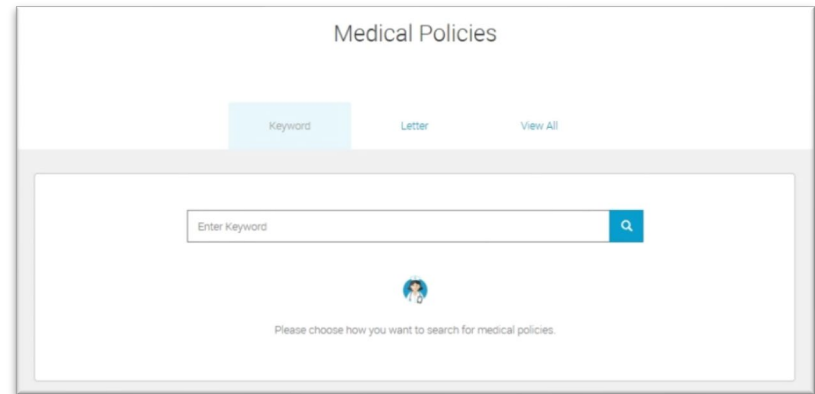 Medical Policies
Keyword Letter View All
Enter Keyword
Please choose how you want to search for medical policies.